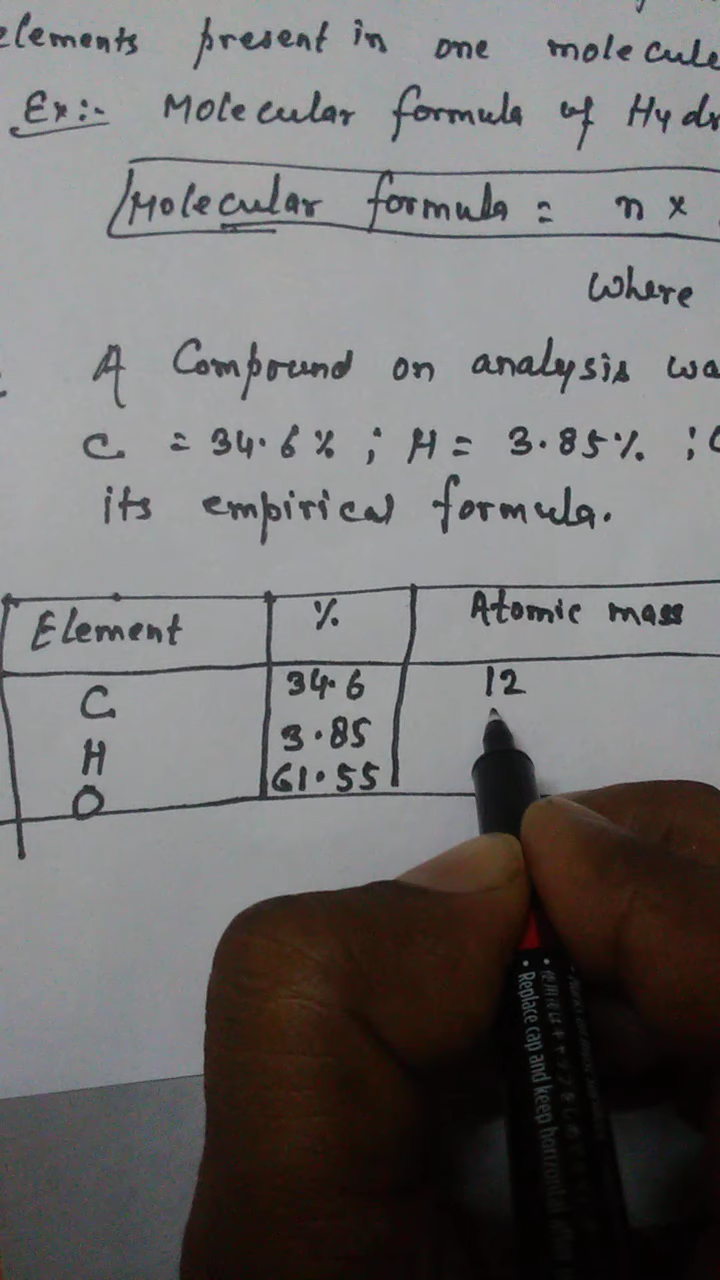 elements present in one molecule
Ex:- Molecular formula of Hydr
Molecular formula = n ×
where
A Compound on analysis wa
C = 34.6% ; H = 3.85% ;
its empirical formula.
Element % Atomic mass
C 34.6 12
H 3.85
O 61.55
• Replace cap and keep horizontal